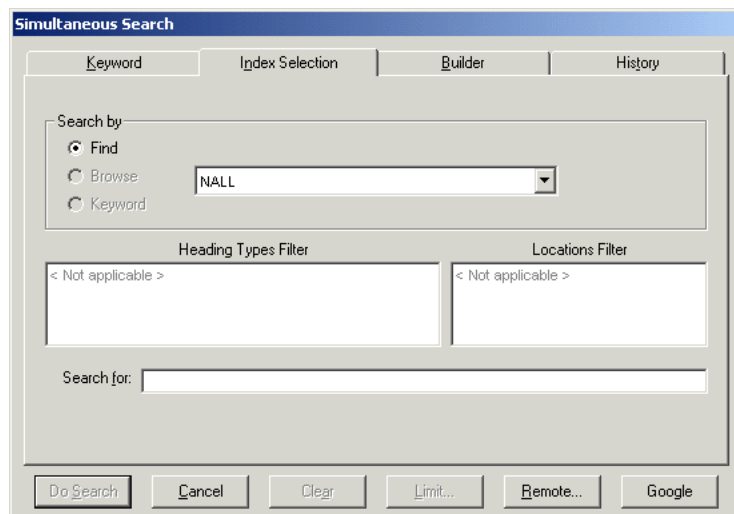 Simultaneous Search
Keyword Index Selection Builder History
Search by
Find
Browse
NALL
Keyword
Heading Types Filter Locations Filter
< Not applicable > < Not applicable >
Search for:
Do Search Cancel Clear Limit... Remote... Google